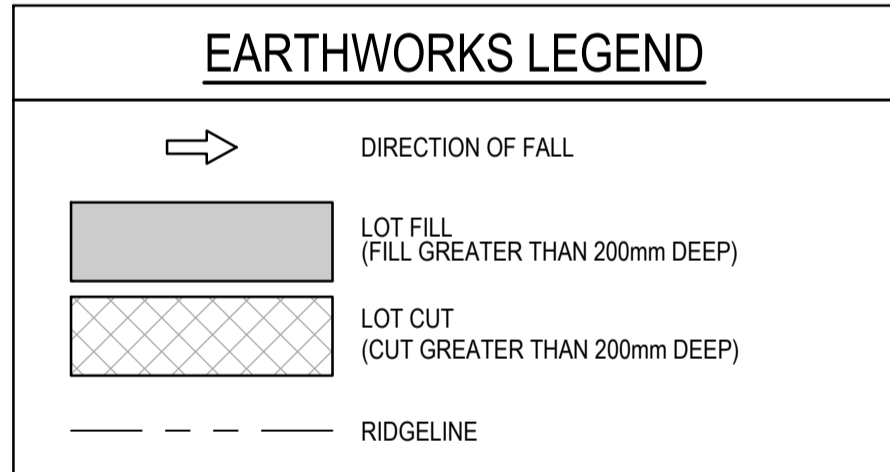 EARTHWORKS LEGEND
DIRECTION OF FALL
LOT FILL
(FILL GREATER THAN 200mm DEEP)
LOT CUT
(CUT GREATER THAN 200mm DEEP)
RIDGELINE